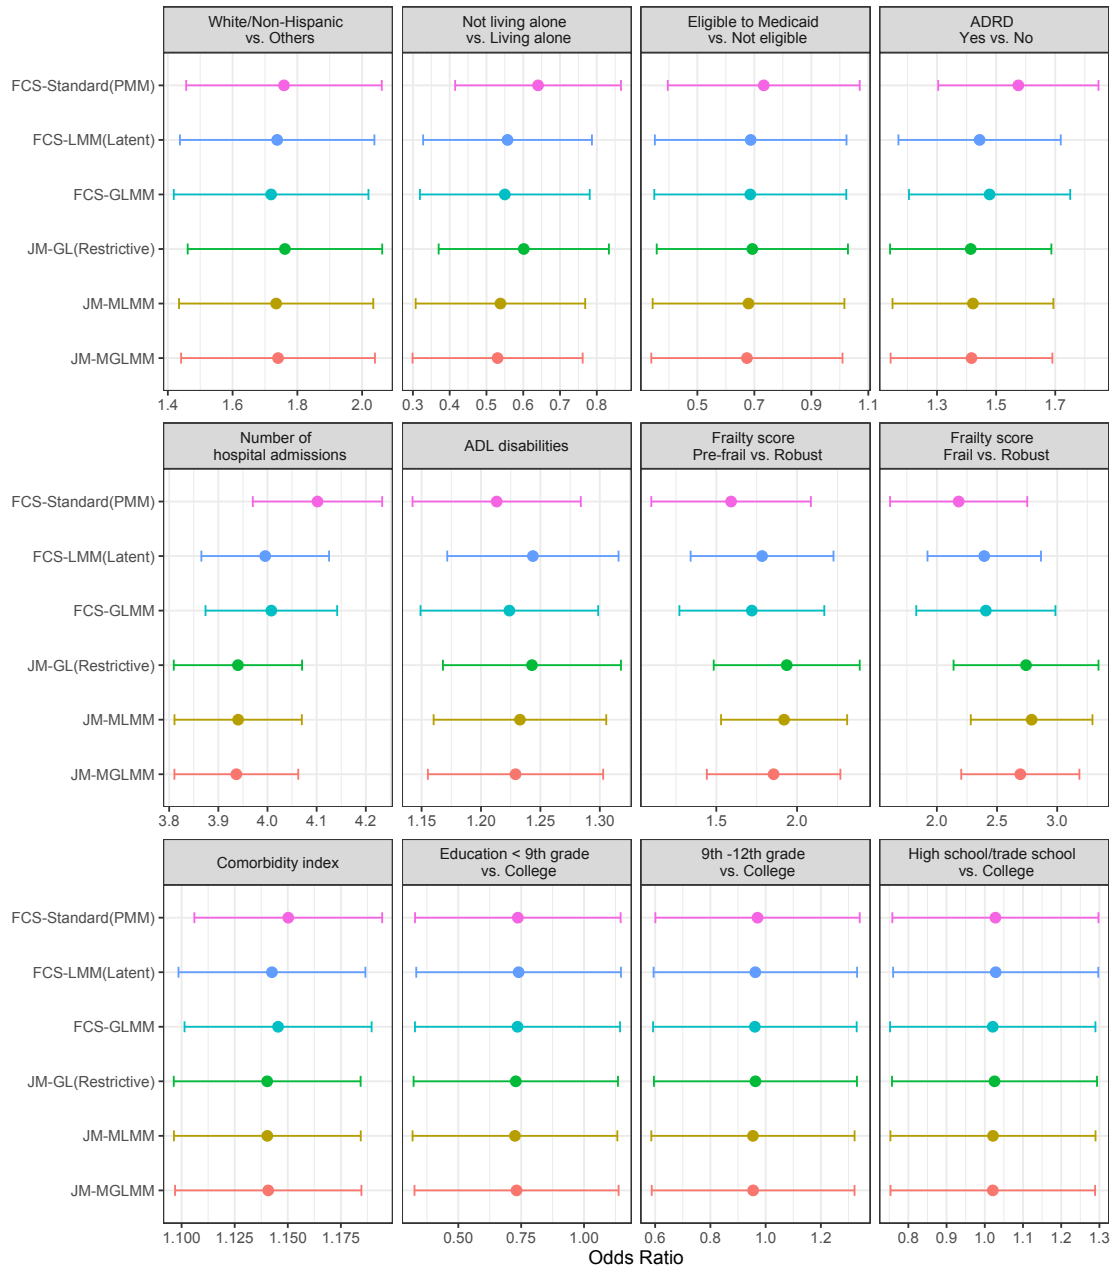 White/Non-Hispanic
vs. Others
Not living alone
vs. Living alone
Eligible to Medicaid
vs. Not eligible
ADRD
Yes vs. No
FCS-Standard(PMM)
FCS-LMM(Latent)
FCS-GLMM
JM-GL(Restrictive)
JM-MLMM
JM-MGLMM
1.4 1.6 1.8 2.0
0.3 0.4 0.5 0.6 0.7 0.8
0.5 0.7 0.9 1.1
1.3 1.5 1.7
Number of
hospital admissions
ADL disabilities
Frailty score
Pre-frail vs. Robust
Frailty score
Frail vs. Robust
FCS-Standard(PMM)
FCS-LMM(Latent)
FCS-GLMM
JM-GL(Restrictive)
JM-MLMM
JM-MGLMM
3.8 3.9 4.0 4.1 4.2
1.15 1.20 1.25 1.30
1.5 2.0
2.0 2.5 3.0
Comorbidity index
Education < 9th grade
vs. College
9th -12th grade
vs. College
High school/trade school
vs. College
FCS-Standard(PMM)
FCS-LMM(Latent)
FCS-GLMM
JM-GL(Restrictive)
JM-MLMM
JM-MGLMM
1.100 1.125 1.150 1.175
0.50 0.75 1.00
0.6 0.8 1.0 1.2
0.8 0.9 1.0 1.1 1.2 1.3
Odds Ratio